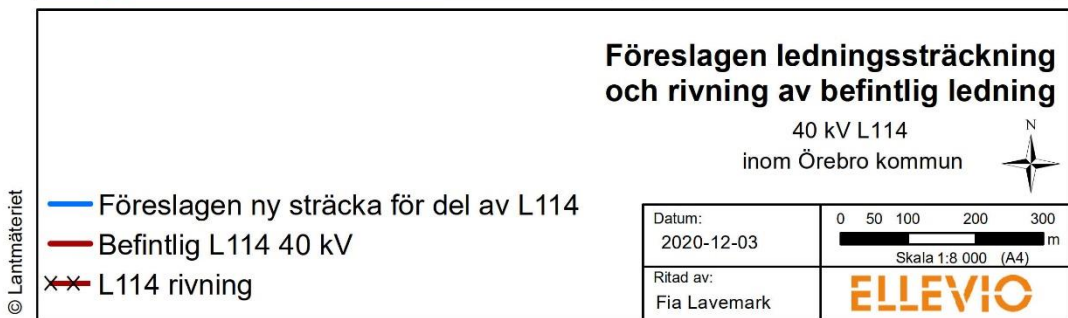 Föreslagen ledningssträckning
och rivning av befintlig ledning
40 kV L114
inom Örebro kommun
N
© Lantmäteriet
Föreslagen ny sträcka för del av L114
Befintlig L114 40 kV
L114 rivning
Datum:
2020-12-03
Ritad av:
Fia Lavemark
0 50 100 200 300
m
Skala 1:8 000 (A4)
ELLEVIO